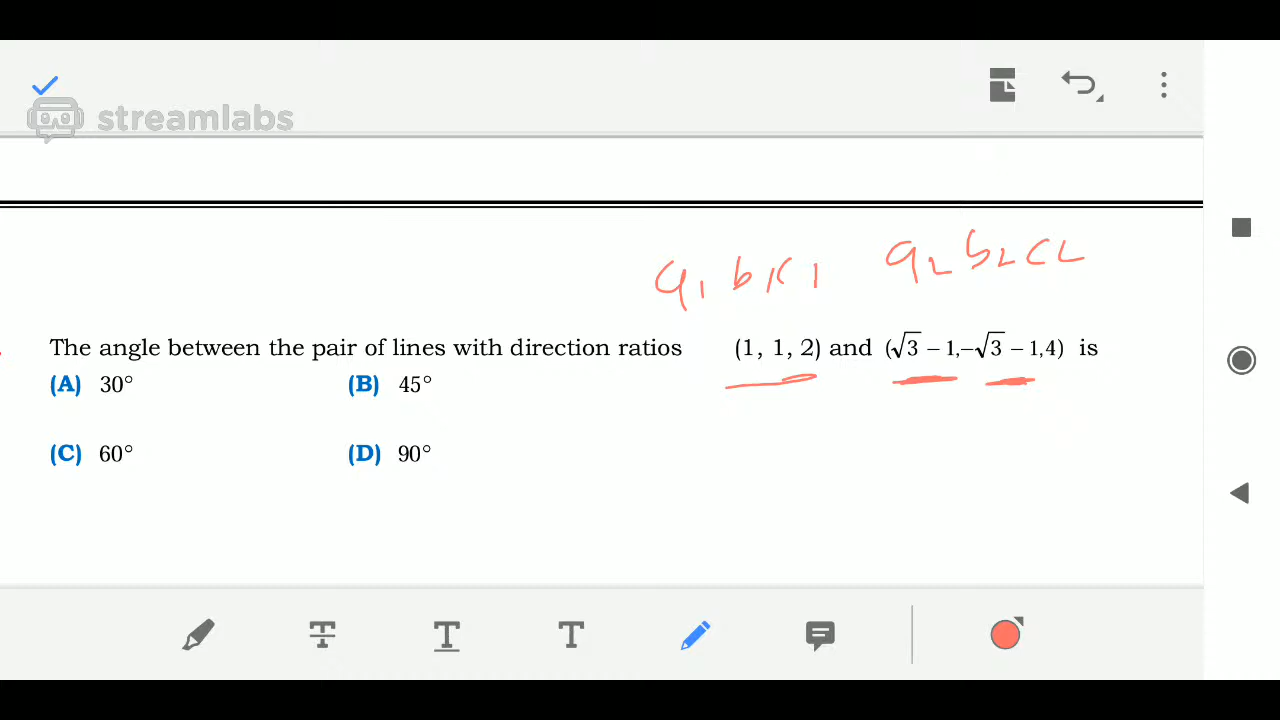 streamlabs
a1 b1 c1 a2 b2 c2
The angle between the pair of lines with direction ratios (1, 1, 2) and (√3 – 1,–√3 – 1,4) is
(A) 30° (B) 45°
(C) 60° (D) 90°